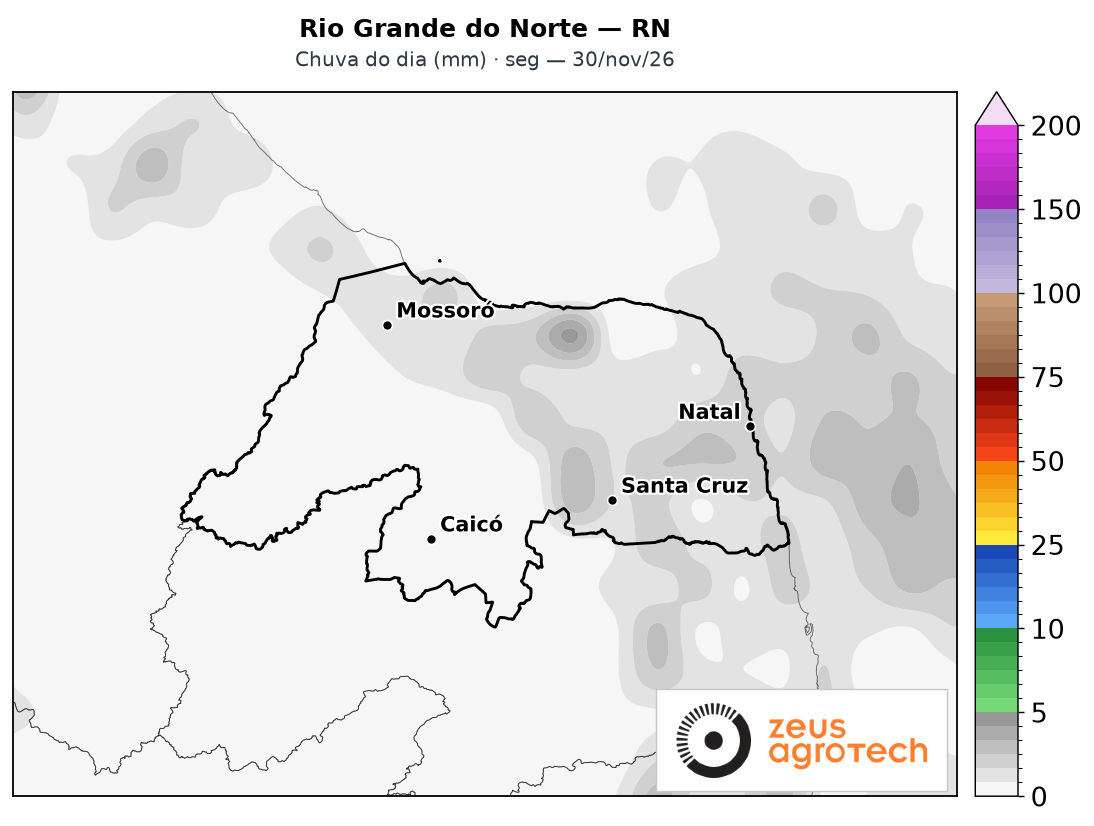 Rio Grande do Norte — RN
Chuva do dia (mm) · seg — 30/nov/26
200
150
100
75
50
25
10
5
0
Mossoró
Natal
Santa Cruz
Caicó
zeus
agrotech